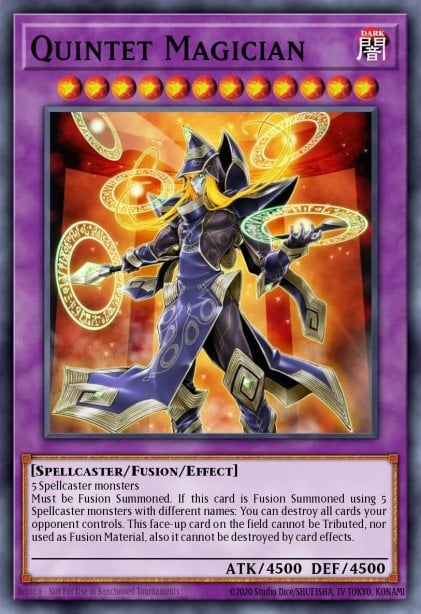 QUINTET MAGICIAN
DARK
闇
[SPELLCASTER/FUSION/EFFECT]
5 Spellcaster monsters
Must be Fusion Summoned. If this card is Fusion Summoned using 5
Spellcaster monsters with different names: You can destroy all cards your
opponent controls. This face-up card on the field cannot be Tributed, nor
used as Fusion Material, also it cannot be destroyed by card effects.
ATK/4500 DEF/4500
Replica - Not For Use in Sanctioned Tournaments
©2020 Studio Dice/SHUEISHA, TV TOKYO, KONAMI